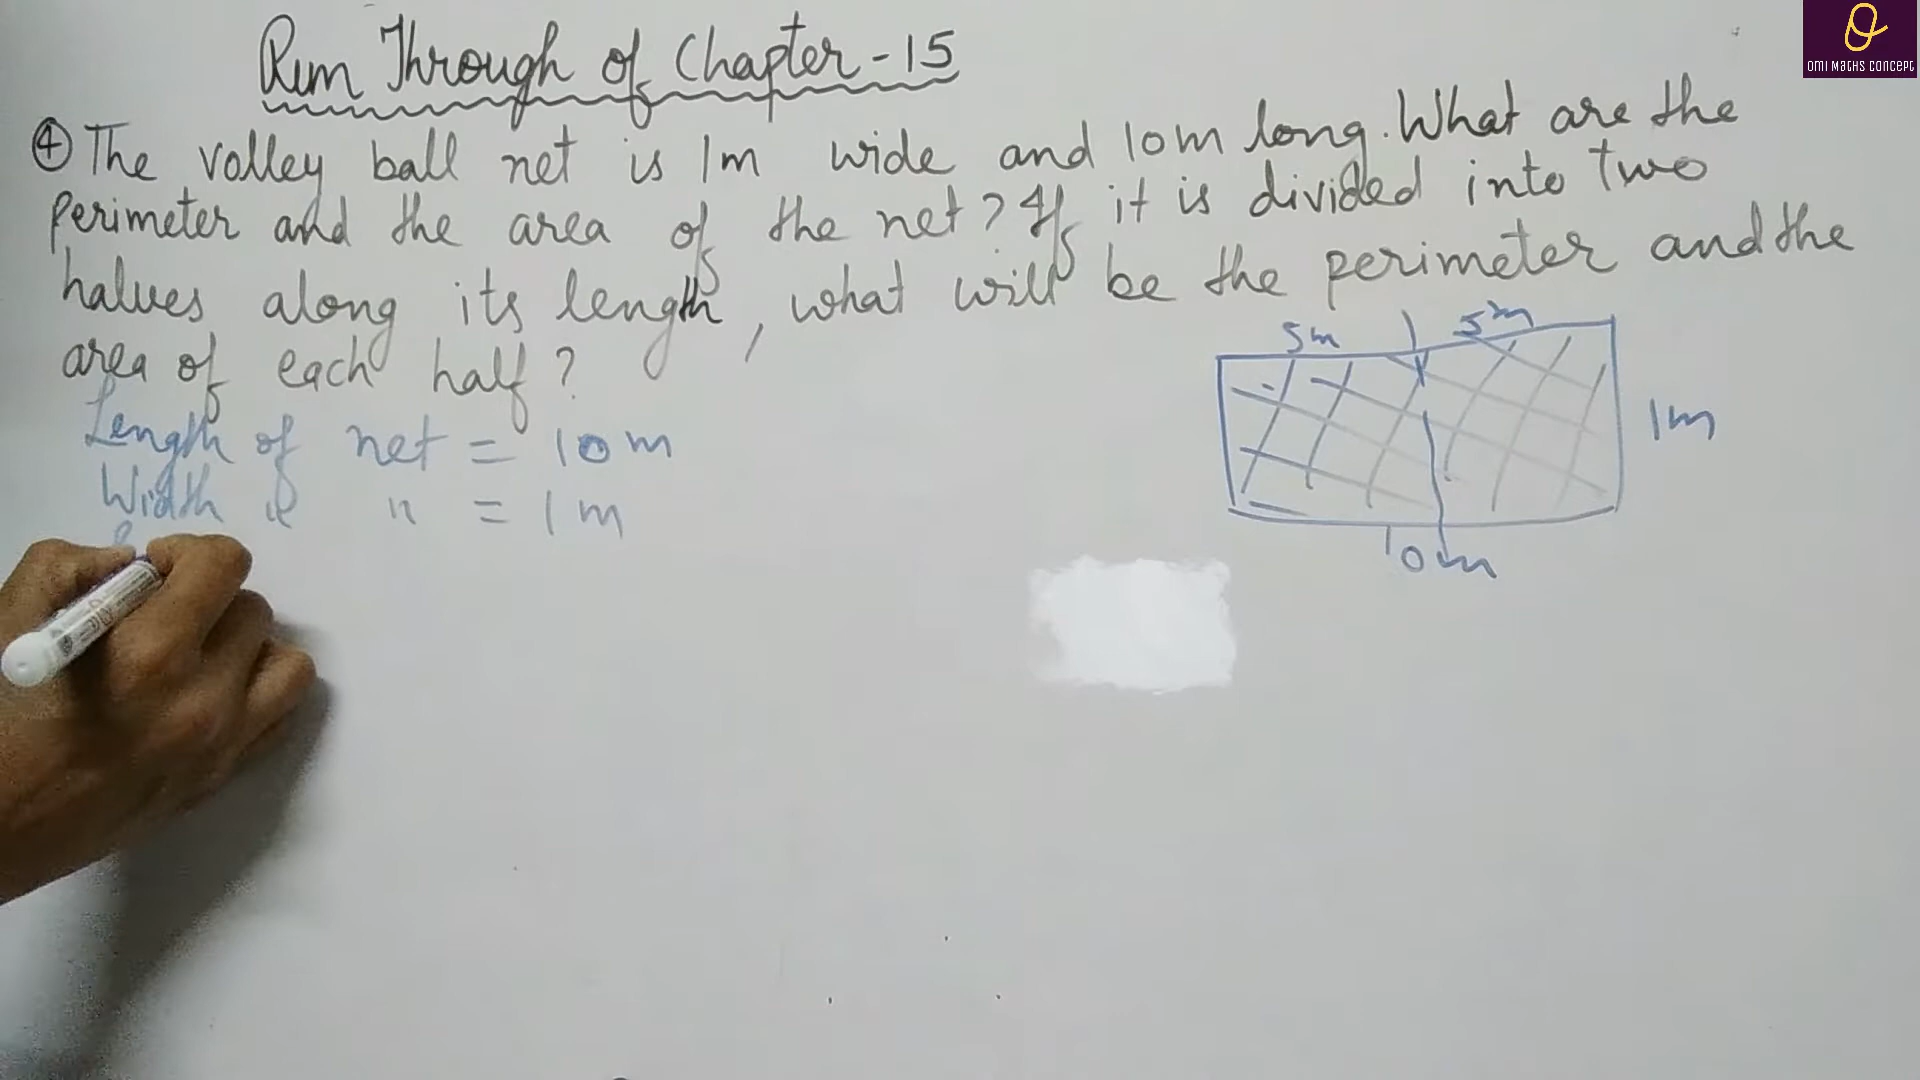 Run Through of Chapter-15
④ The volley ball net is 1m wide and 10m long. What are the
perimeter and the area of the net? If it is divided into two
halves along its length, what will be the perimeter and the
area of each half?
Length of net = 10m
Width " = 1m
5m 5m
1m
10m
OMI MATHS CONCEPT